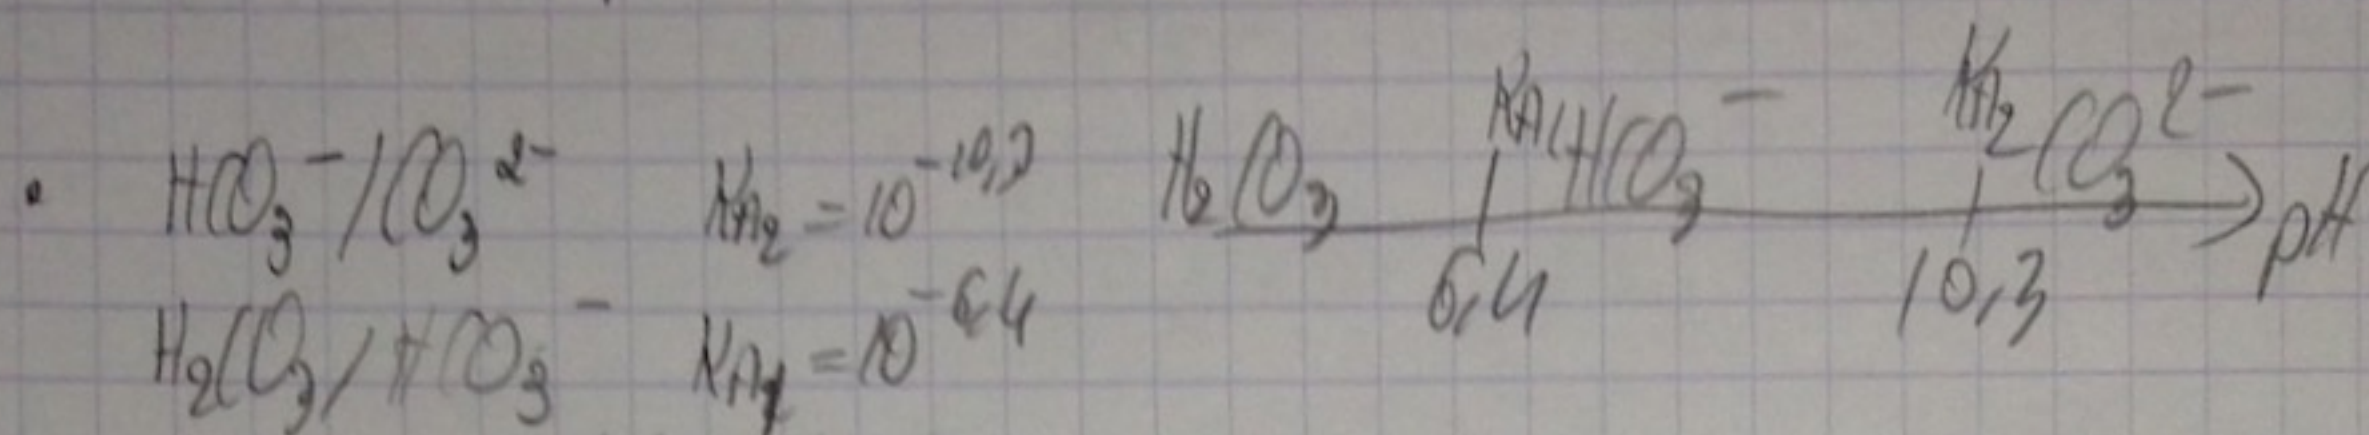 • HCO₃⁻/CO₃²⁻ KA₂ = 10⁻¹⁰,³ H₂CO₃ KA₁ HCO₃⁻ KA₂ CO₃²⁻ pH
6,4 10,3
H₂CO₃/HCO₃⁻ KA₁ = 10⁻⁶,⁴